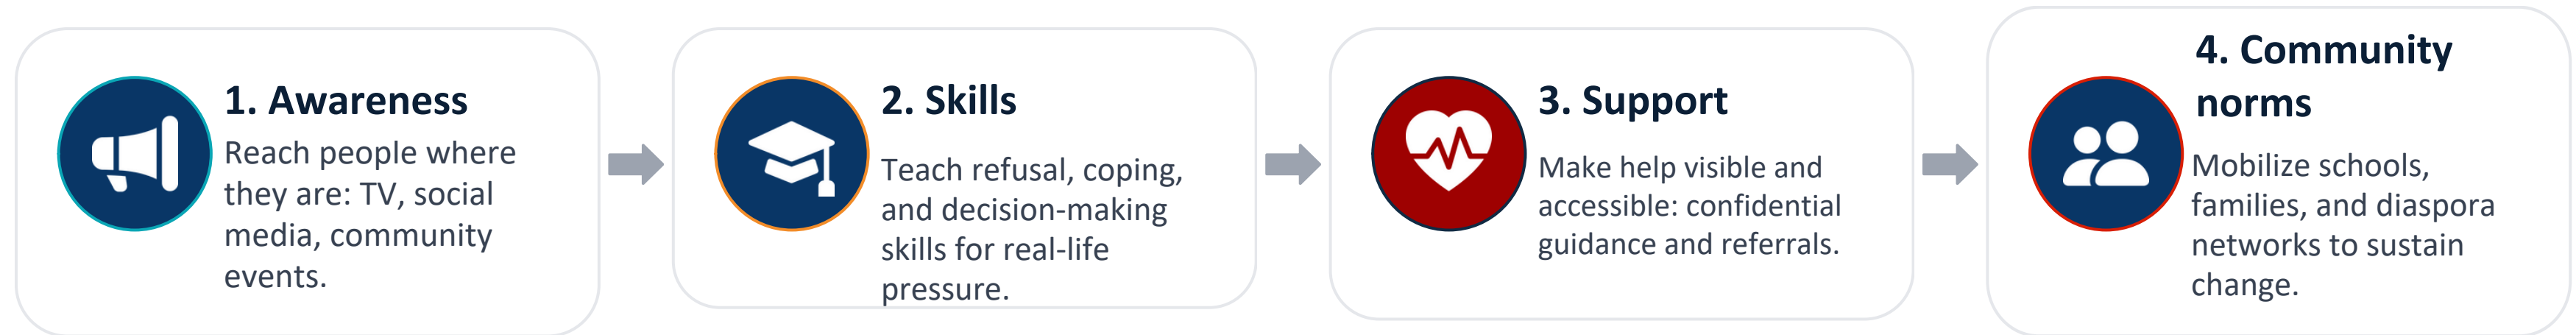 1. Awareness
Reach people where
they are: TV, social
media, community
events.
2. Skills
Teach refusal, coping,
and decision-making
skills for real-life
pressure.
3. Support
Make help visible and
accessible: confidential
guidance and referrals.
4. Community
norms
Mobilize schools,
families, and diaspora
networks to sustain
change.